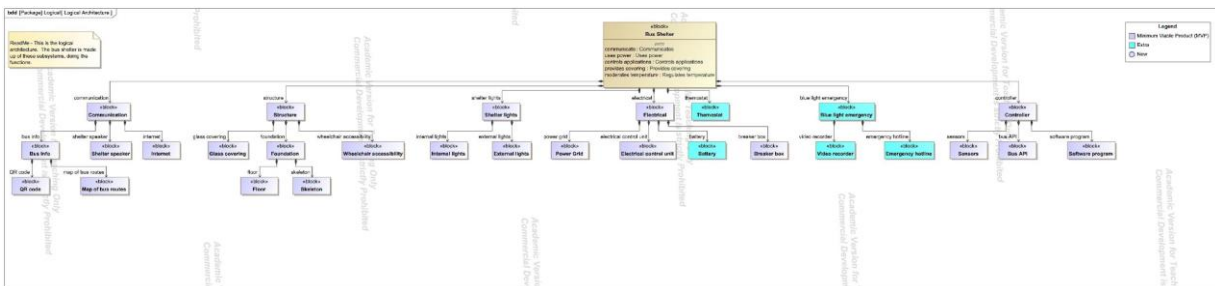 bdd [Package] Logical[ Logical Architecture ]
ReadMe - This is the logical
architecture. The bus shelter is made
up of these subsystems, doing the
functions.
«block»
Bus Shelter
communicate : Communicates
uses power : Uses power
controls applications : Controls applications
provides covering : Provides covering
moderates temperature : Regulates temperature
Legend
Minimum Viable Product (MVP)
Extra
New
communication
structure
shelter lights
electrical
thermostat
blue light emergency
controller
«block»
Communication
«block»
Structure
«block»
Shelter lights
«block»
Electrical
«block»
Thermostat
«block»
Blue light emergency
«block»
Controller
bus info
shelter speaker
internet
glass covering
foundation
wheelchair accessibility
internal lights
external lights
power grid
electrical control unit
battery
breaker box
video recorder
emergency hotline
sensors
bus API
software program
«block»
Bus Info
«block»
Shelter speaker
«block»
Internet
«block»
Glass covering
«block»
Foundation
«block»
Wheelchair accessibility
«block»
Internal lights
«block»
External lights
«block»
Power Grid
«block»
Electrical control unit
«block»
Battery
«block»
Breaker box
«block»
Video recorder
«block»
Emergency hotline
«block»
Sensors
«block»
Bus API
«block»
Software program
QR code
map of bus routes
floor
skeleton
«block»
QR code
«block»
Map of bus routes
«block»
Floor
«block»
Skeleton
Academic Version for
Commercial Development